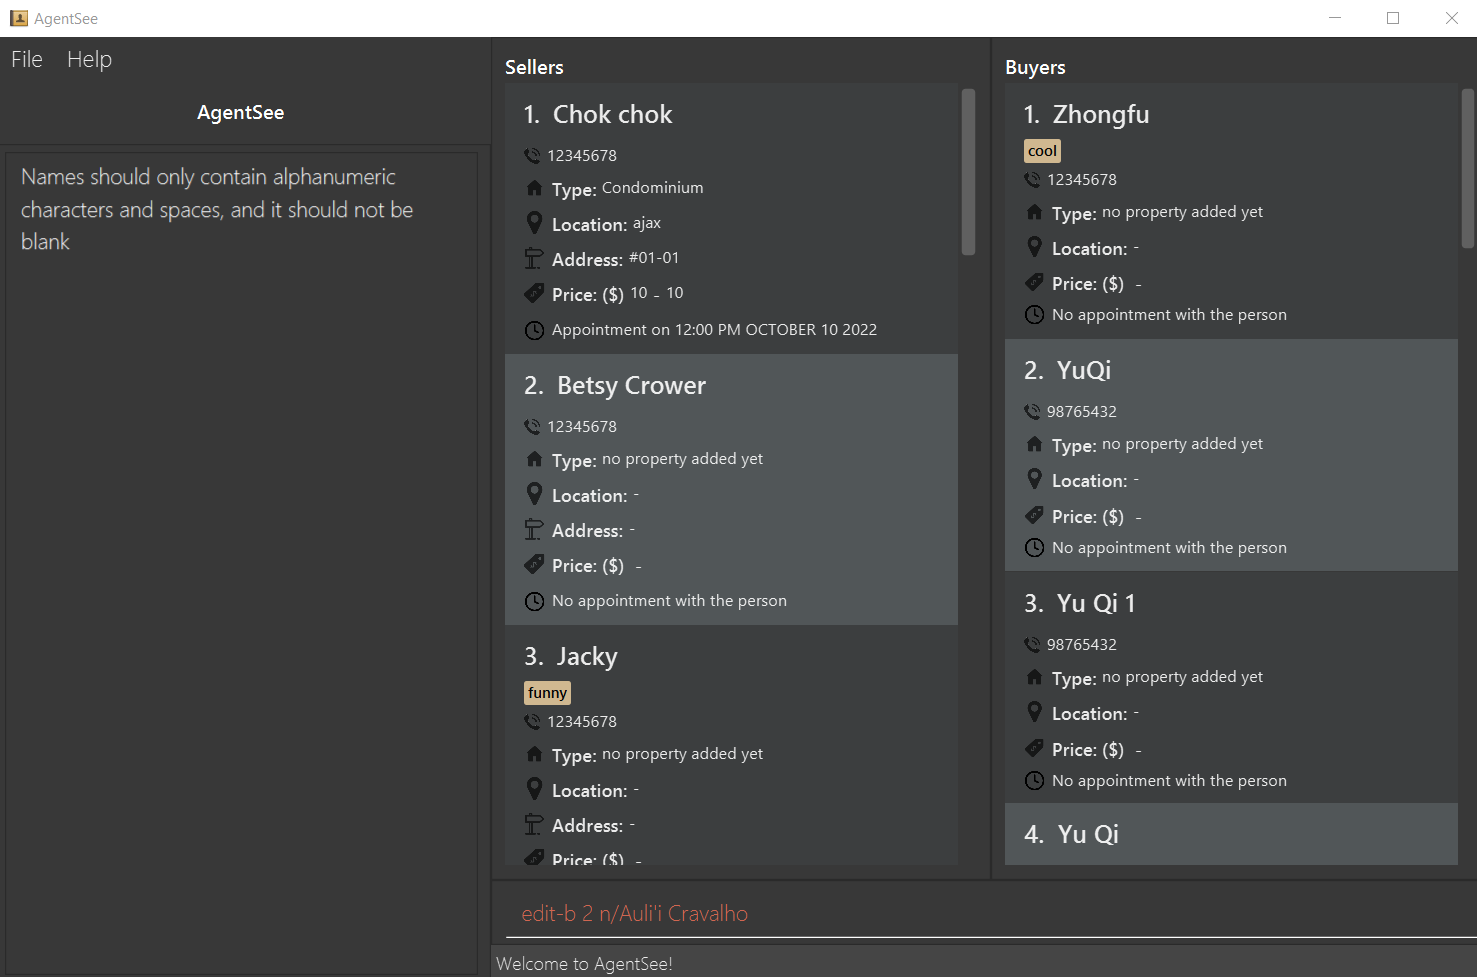 AgentSee
File Help
AgentSee
Names should only contain alphanumeric
characters and spaces, and it should not be
blank
Sellers
1. Chok chok
12345678
Type: Condominium
Location: ajax
Address: #01-01
Price: ($) 10 - 10
Appointment on 12:00 PM OCTOBER 10 2022
2. Betsy Crower
12345678
Type: no property added yet
Location: -
Address: -
Price: ($) -
No appointment with the person
3. Jacky
funny
12345678
Type: no property added yet
Location: -
Address: -
Price: ($) -
Buyers
1. Zhongfu
cool
12345678
Type: no property added yet
Location: -
Price: ($) -
No appointment with the person
2. YuQi
98765432
Type: no property added yet
Location: -
Price: ($) -
No appointment with the person
3. Yu Qi 1
98765432
Type: no property added yet
Location: -
Price: ($) -
No appointment with the person
4. Yu Qi
edit-b 2 n/Auli'i Cravalho
Welcome to AgentSee!